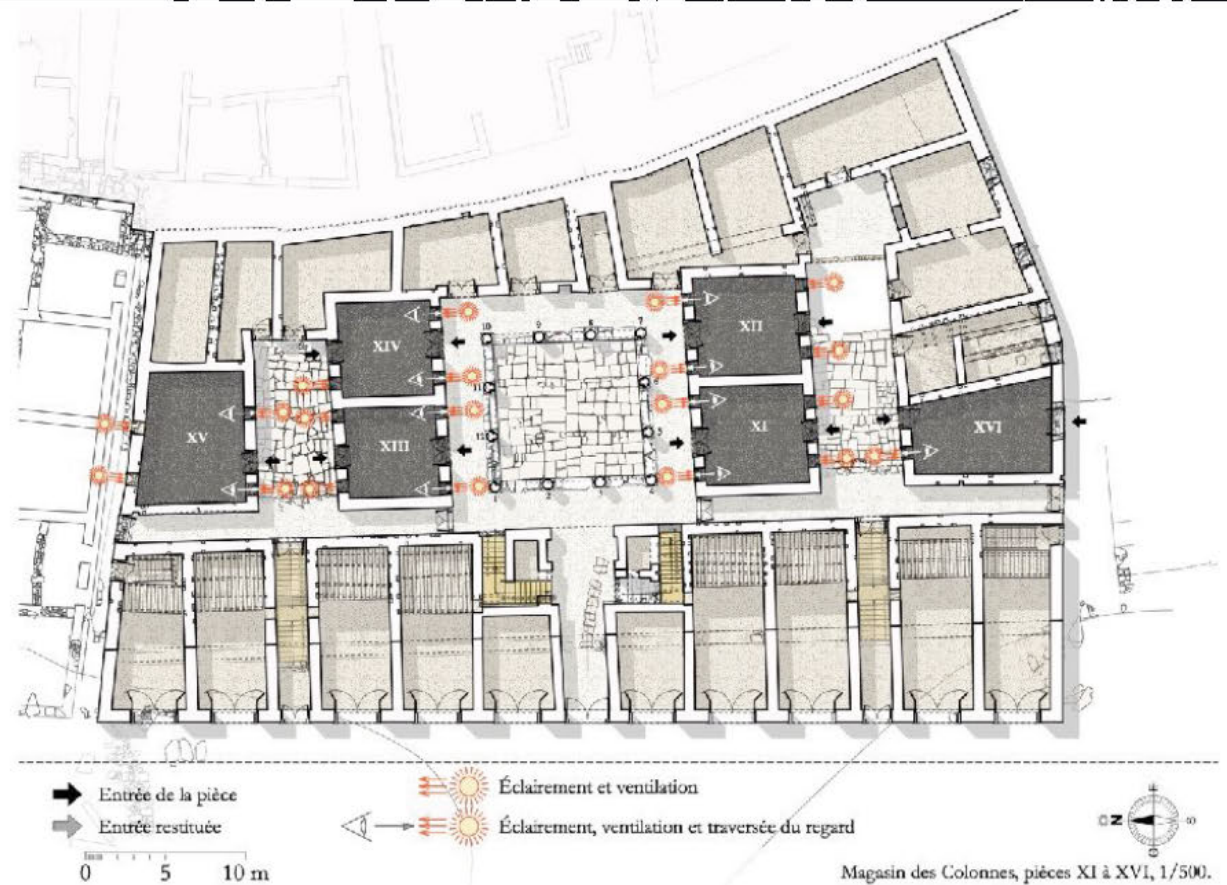 XIV
XII
XV
XIII
XI
XVI
10
9
8
7
11
6
12
5
1
2
3
4
Entrée de la pièce
Entrée restituée
Éclairement et ventilation
Éclairement, ventilation et traversée du regard
0 5 10 m
N
Magasin des Colonnes, pièces XI à XVI, 1/500.